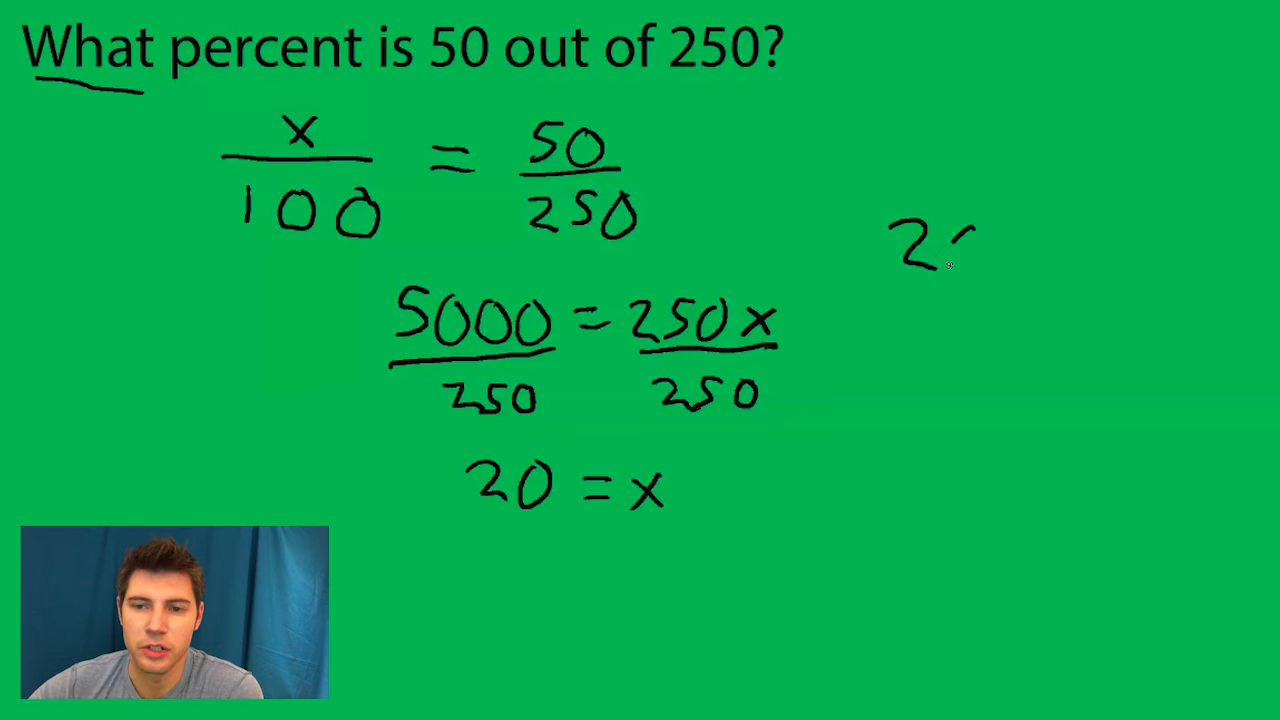 What percent is 50 out of 250?
x/100 = 50/250
5000/250 = 250x/250
20 = x
2